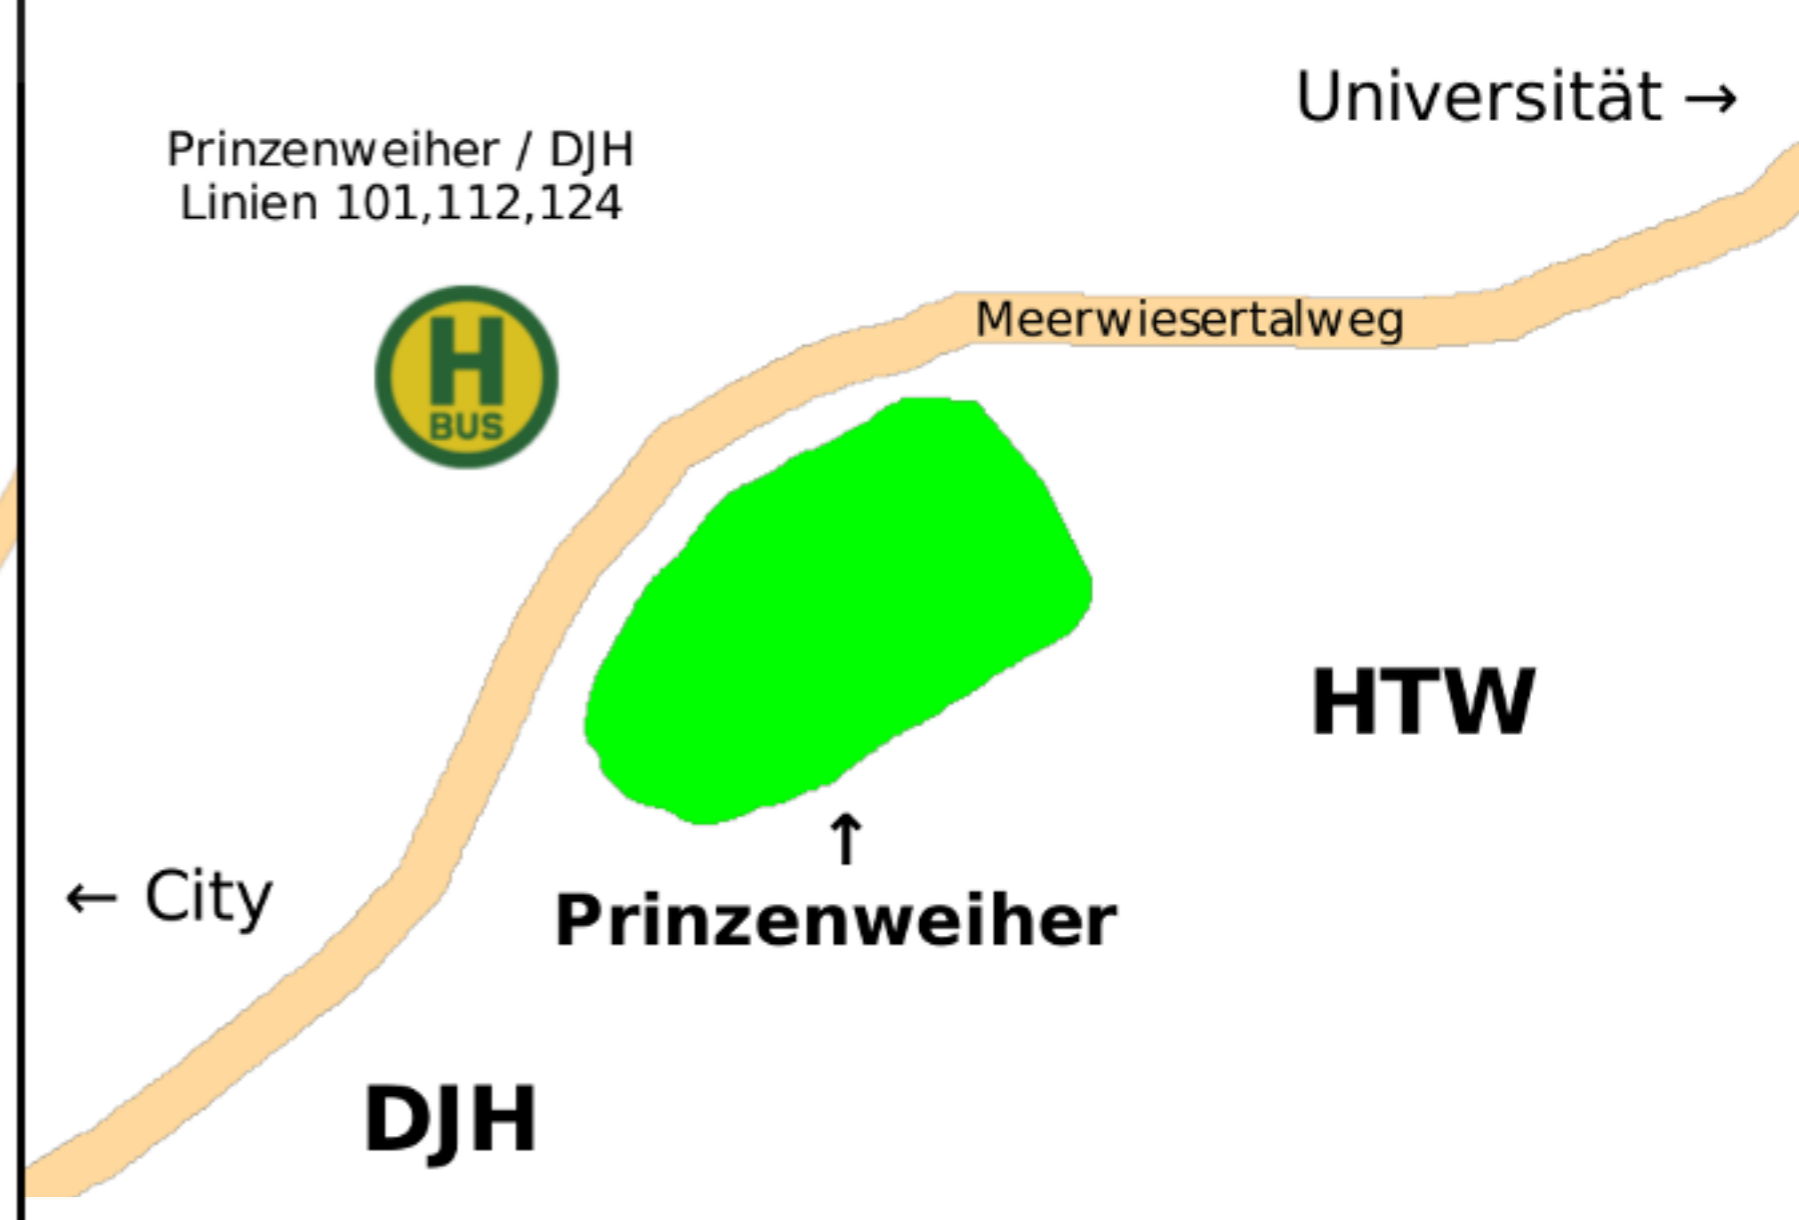 Universität →
Prinzenweiher / DJH
Linien 101,112,124
H
BUS
Meerwiesertalweg
HTW
↑
← City
Prinzenweiher
DJH